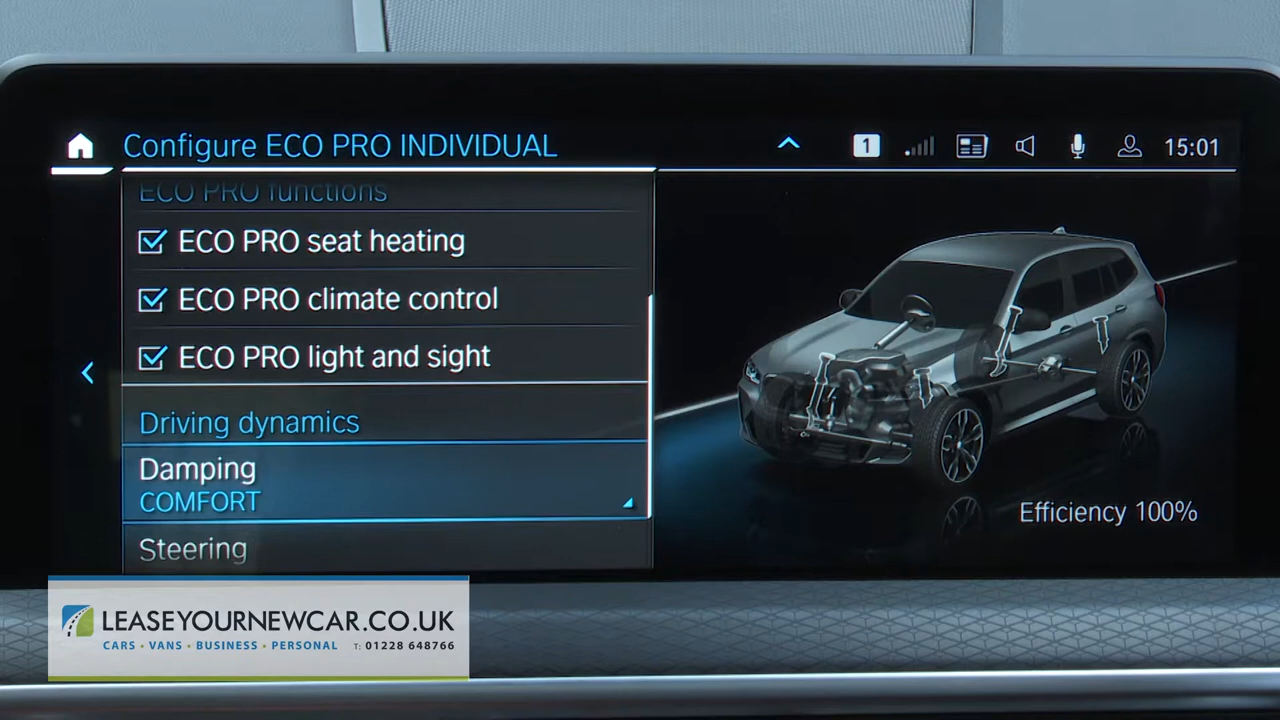 Configure ECO PRO INDIVIDUAL
1
15:01
ECO PRO functions
ECO PRO seat heating
ECO PRO climate control
ECO PRO light and sight
Driving dynamics
Damping
COMFORT
Steering
Efficiency 100%
LEASEYOURNEWCAR.CO.UK
CARS • VANS • BUSINESS • PERSONAL T: 01228 648766